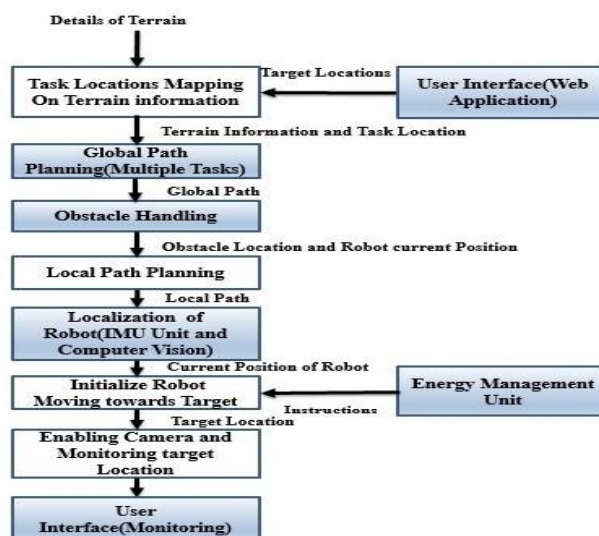 Details of Terrain
Task Locations Mapping
On Terrain information
Target Locations
User Interface(Web
Application)
Terrain Information and Task Location
Global Path
Planning(Multiple Tasks)
Global Path
Obstacle Handling
Obstacle Location and Robot current Position
Local Path Planning
Local Path
Localization of
Robot(IMU Unit and
Computer Vision)
Current Position of Robot
Initialize Robot
Moving towards Target
Instructions
Energy Management
Unit
Target Location
Enabling Camera and
Monitoring target
Location
User
Interface(Monitoring)